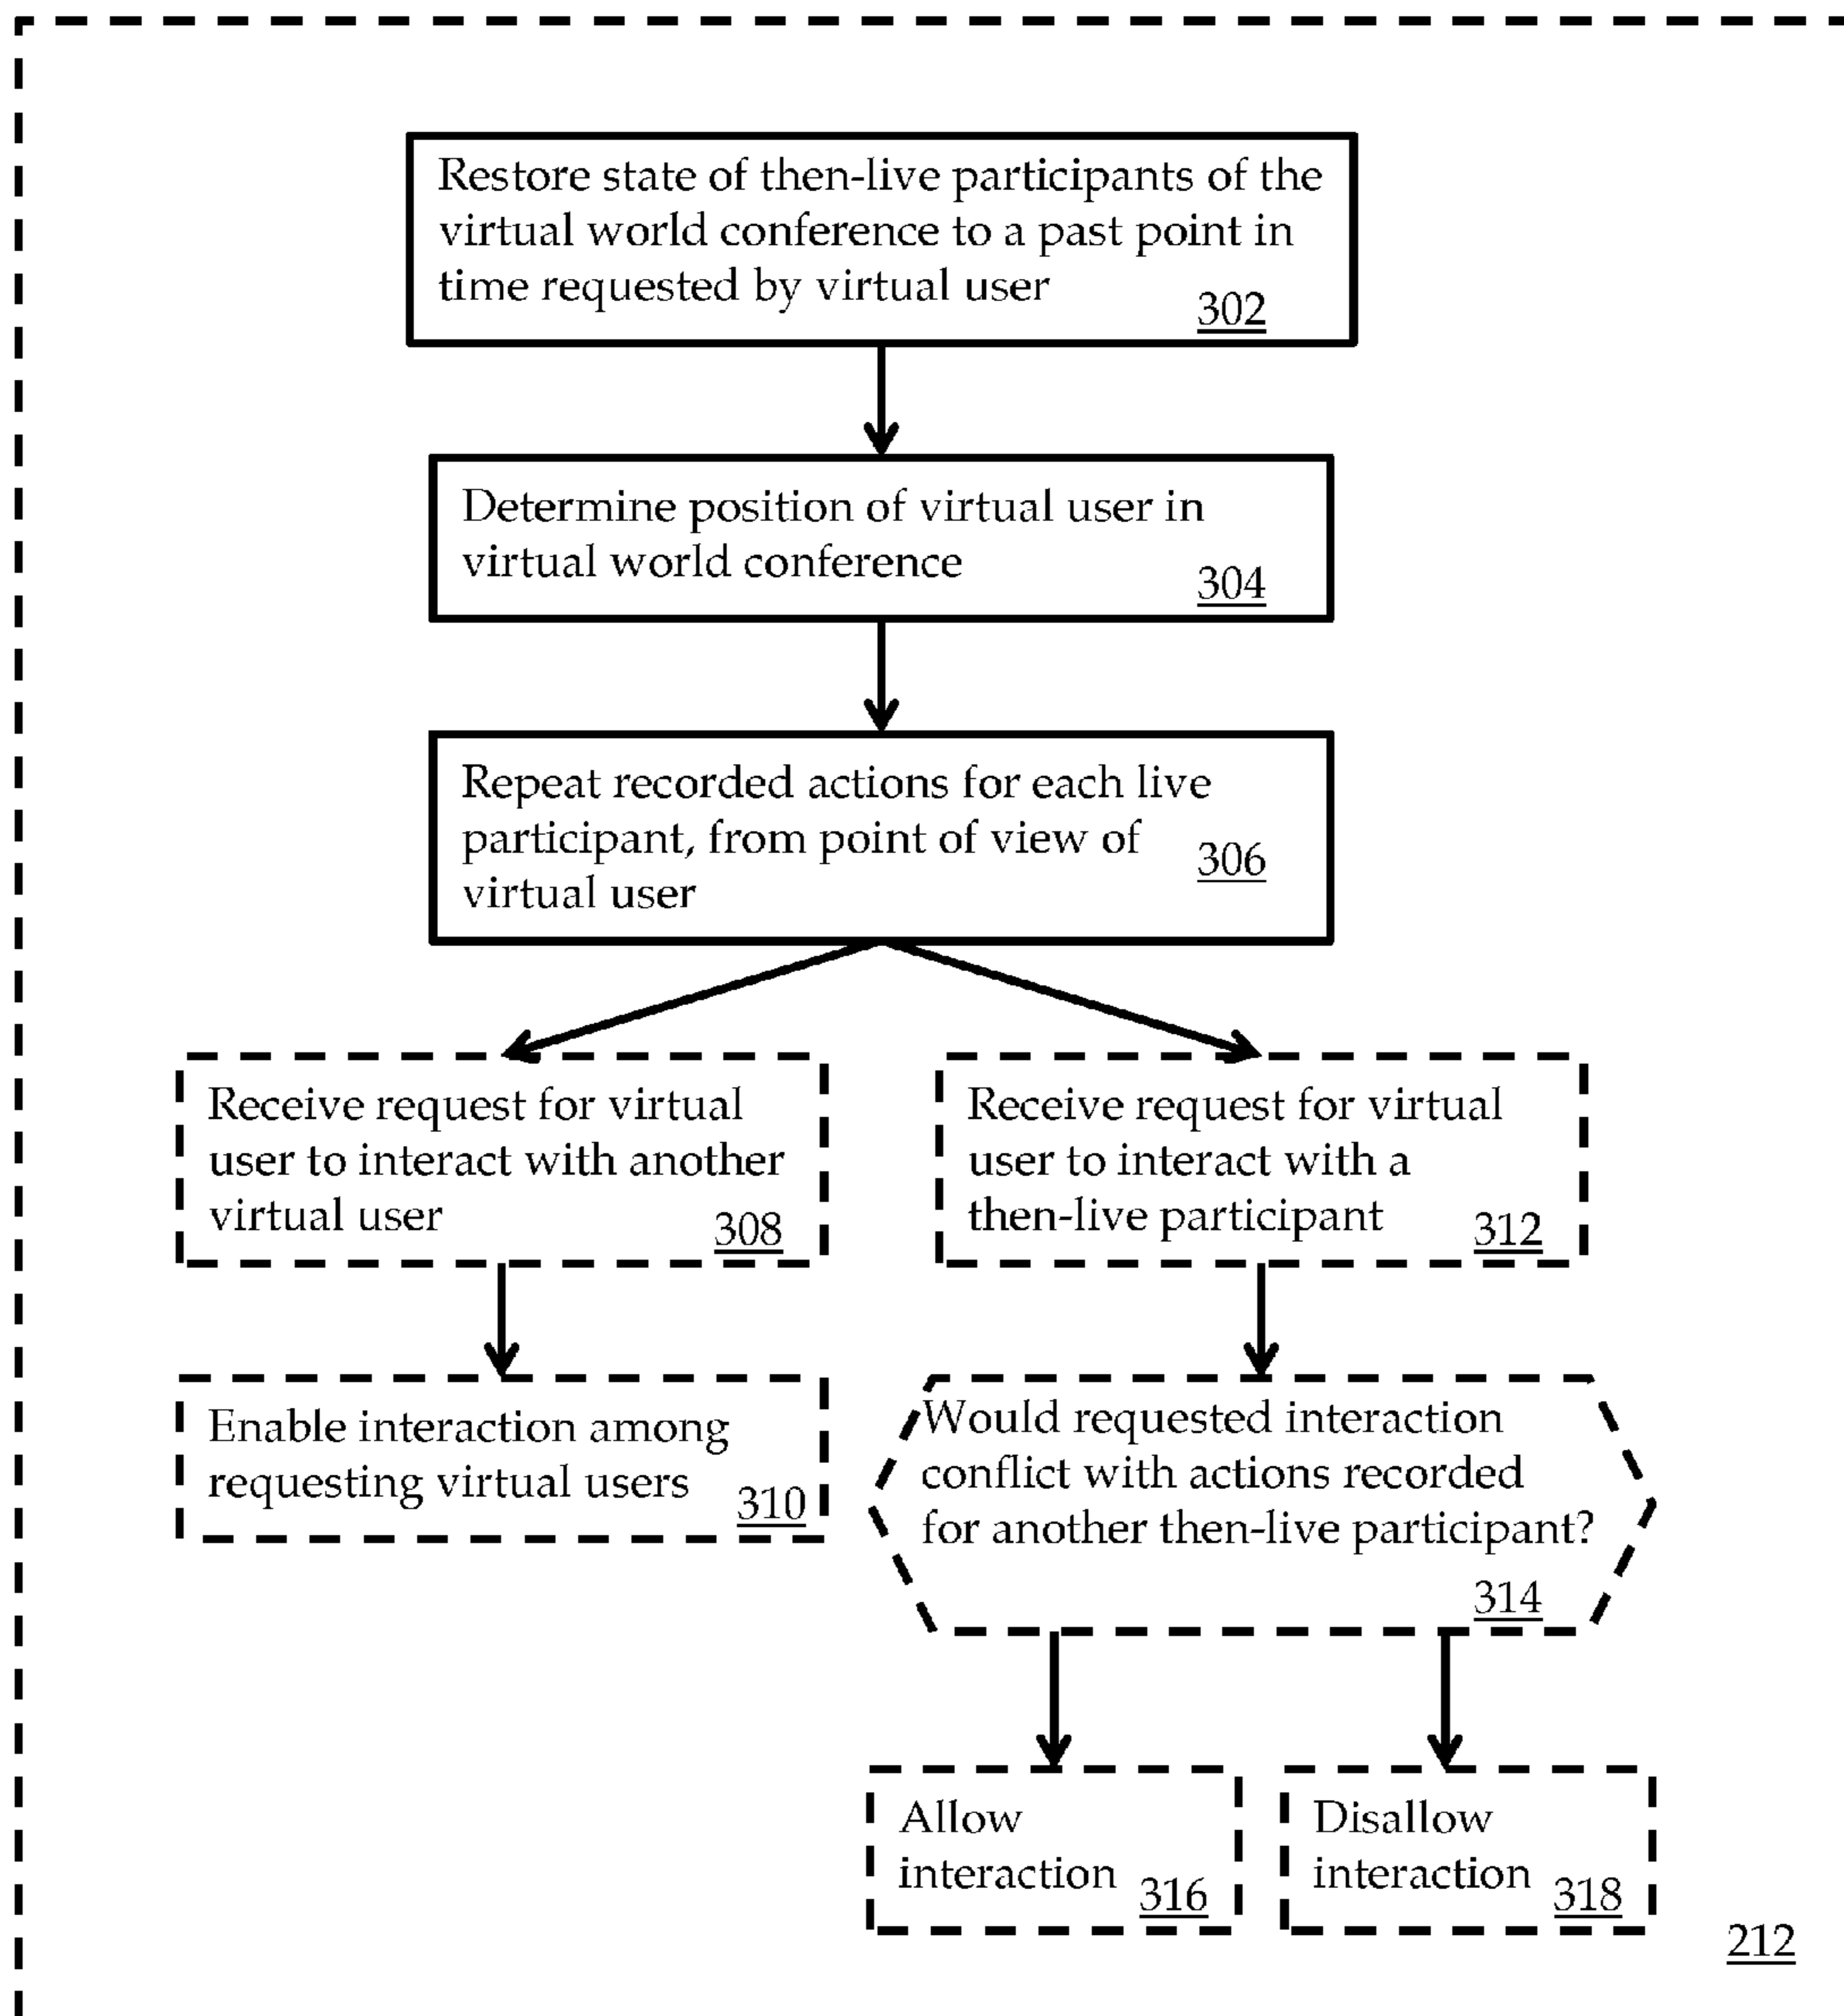 Restore state of then-live participants of the
virtual world conference to a past point in
time requested by virtual user
302
Determine position of virtual user in
virtual world conference
304
Repeat recorded actions for each live
participant, from point of view of
virtual user
306
Receive request for virtual
user to interact with another
virtual user
308
Receive request for virtual
user to interact with a
then-live participant
312
Enable interaction among
requesting virtual users
310
Would requested interaction
conflict with actions recorded
for another then-live participant?
314
Allow
interaction
316
Disallow
interaction
318
212